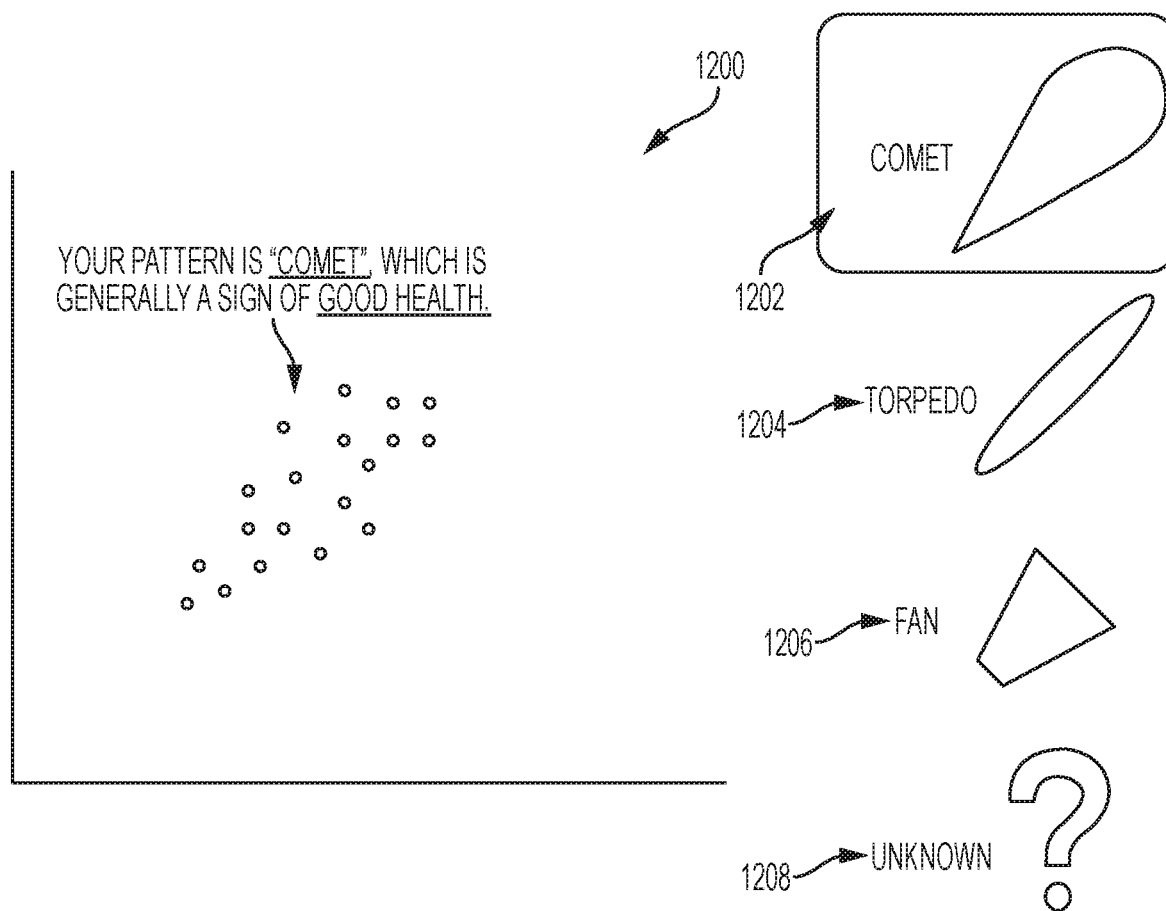 1200
COMET
1202
YOUR PATTERN IS "COMET", WHICH IS
GENERALLY A SIGN OF GOOD HEALTH.
1204
TORPEDO
1206
FAN
1208
UNKNOWN
?